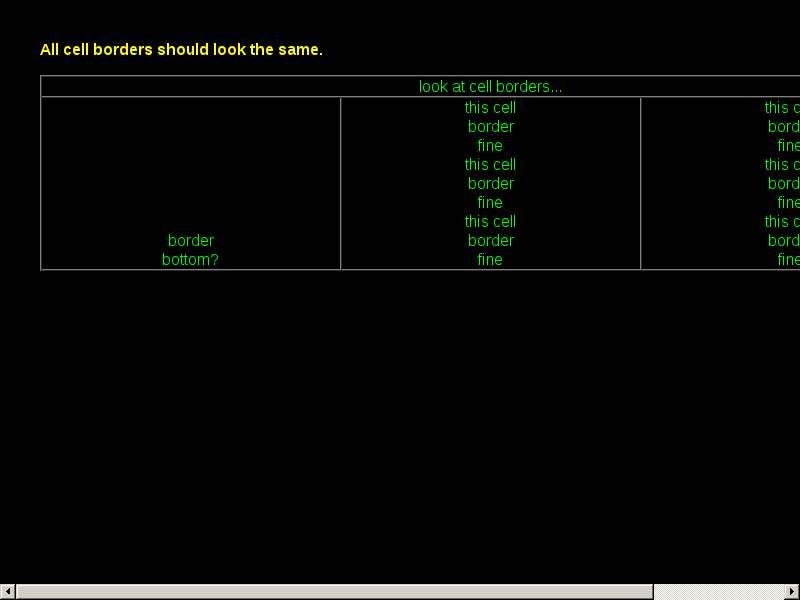 All cell borders should look the same.
look at cell borders...
border
bottom?
this cell
border
fine
this cell
border
fine
this cell
border
fine
this
bord
fine
this
bord
fine
this
bord
fine